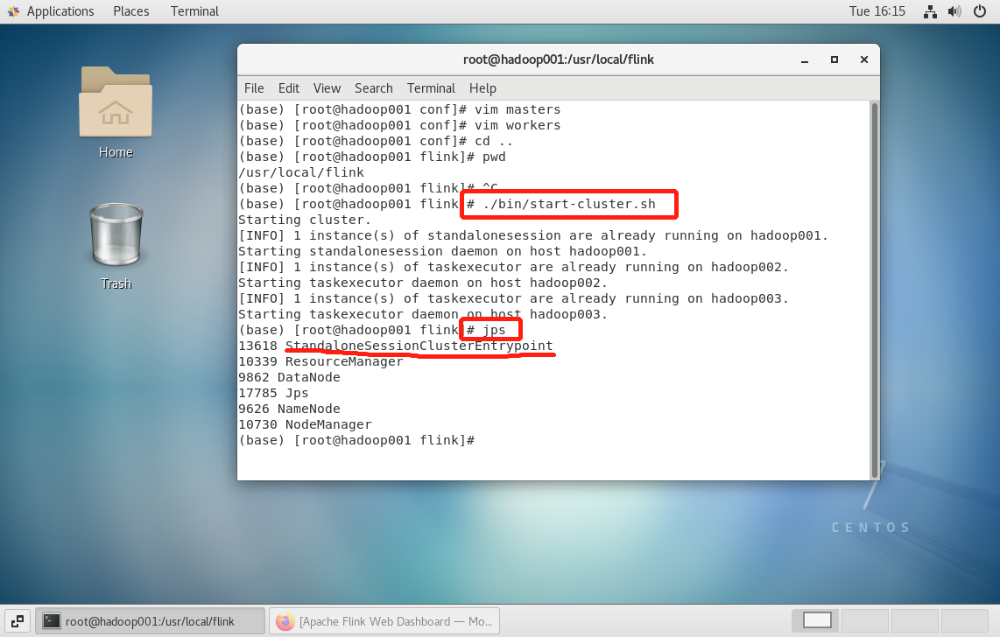 Applications Places Terminal Tue 16:15
root@hadoop001:/usr/local/flink
File Edit View Search Terminal Help
(base) [root@hadoop001 conf]# vim masters
(base) [root@hadoop001 conf]# vim workers
(base) [root@hadoop001 conf]# cd ..
(base) [root@hadoop001 flink]# pwd
/usr/local/flink
(base) [root@hadoop001 flink]# ^C
(base) [root@hadoop001 flink]# ./bin/start-cluster.sh
Starting cluster.
[INFO] 1 instance(s) of standalonesession are already running on hadoop001.
Starting standalonesession daemon on host hadoop001.
[INFO] 1 instance(s) of taskexecutor are already running on hadoop002.
Starting taskexecutor daemon on host hadoop002.
[INFO] 1 instance(s) of taskexecutor are already running on hadoop003.
Starting taskexecutor daemon on host hadoop003.
(base) [root@hadoop001 flink]# jps
13618 StandaloneSessionClusterEntrypoint
10339 ResourceManager
9862 DataNode
17785 Jps
9626 NameNode
10730 NodeManager
(base) [root@hadoop001 flink]#
Home
Trash
7
CENTOS
root@hadoop001:/usr/local/flink
[Apache Flink Web Dashboard — Mo...